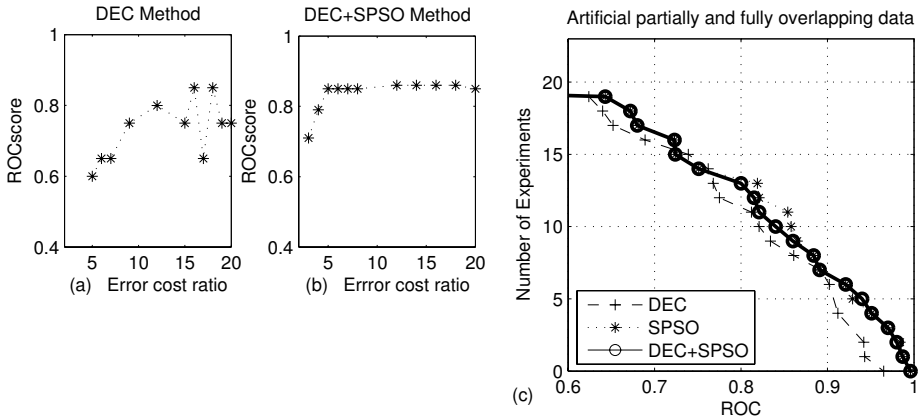 DEC Method
1
0.8
0.6
0.4
ROCscore
5
10
15
20
(a)
Error cost ratio
DEC+SPSO Method
1
0.8
0.6
0.4
ROCscore
5
10
15
20
(b)
Errror cost ratio
Artificial partially and fully overlapping data
20
15
10
5
0
Number of Experiments
DEC
SPSO
DEC+SPSO
0.6
0.7
0.8
0.9
1
(c)
ROC